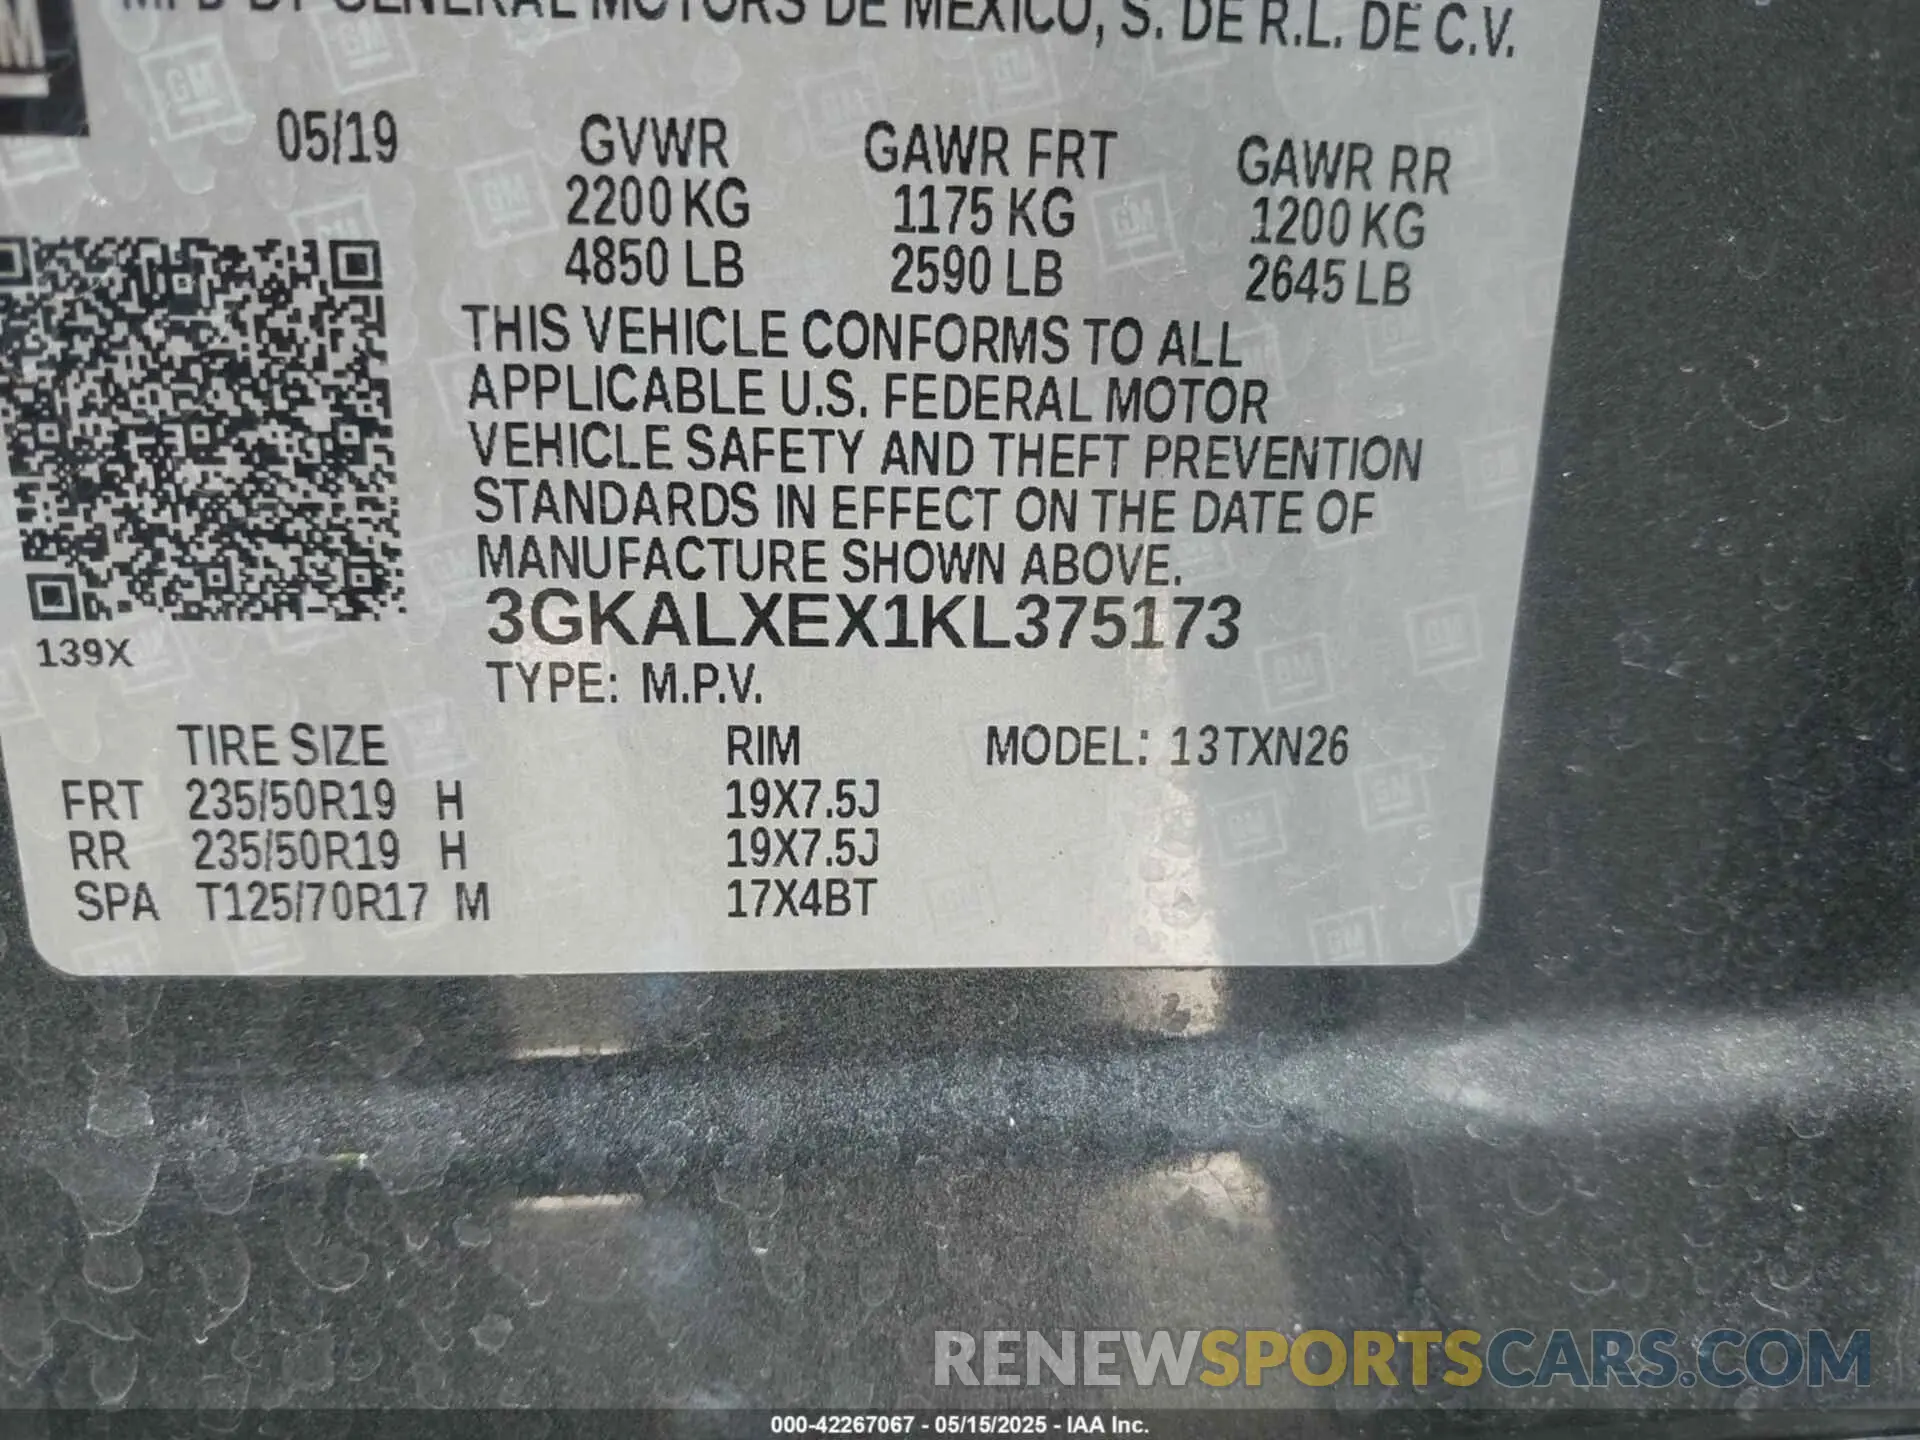 MFD BY GENERAL MOTORS DE MEXICO, S. DE R.L. DE C.V.
05/19 GVWR GAWR FRT GAWR RR
2200 KG 1175 KG 1200 KG
4850 LB 2590 LB 2645 LB
THIS VEHICLE CONFORMS TO ALL
APPLICABLE U.S. FEDERAL MOTOR
VEHICLE SAFETY AND THEFT PREVENTION
STANDARDS IN EFFECT ON THE DATE OF
MANUFACTURE SHOWN ABOVE.
3GKALXEX1KL375173
139X
TYPE: M.P.V.
TIRE SIZE RIM MODEL: 13TXN26
FRT 235/50R19 H 19X7.5J
RR 235/50R19 H 19X7.5J
SPA T125/70R17 M 17X4BT
RENEWSPORTSCARS.COM
000-42267067 - 05/15/2025 - IAA Inc.